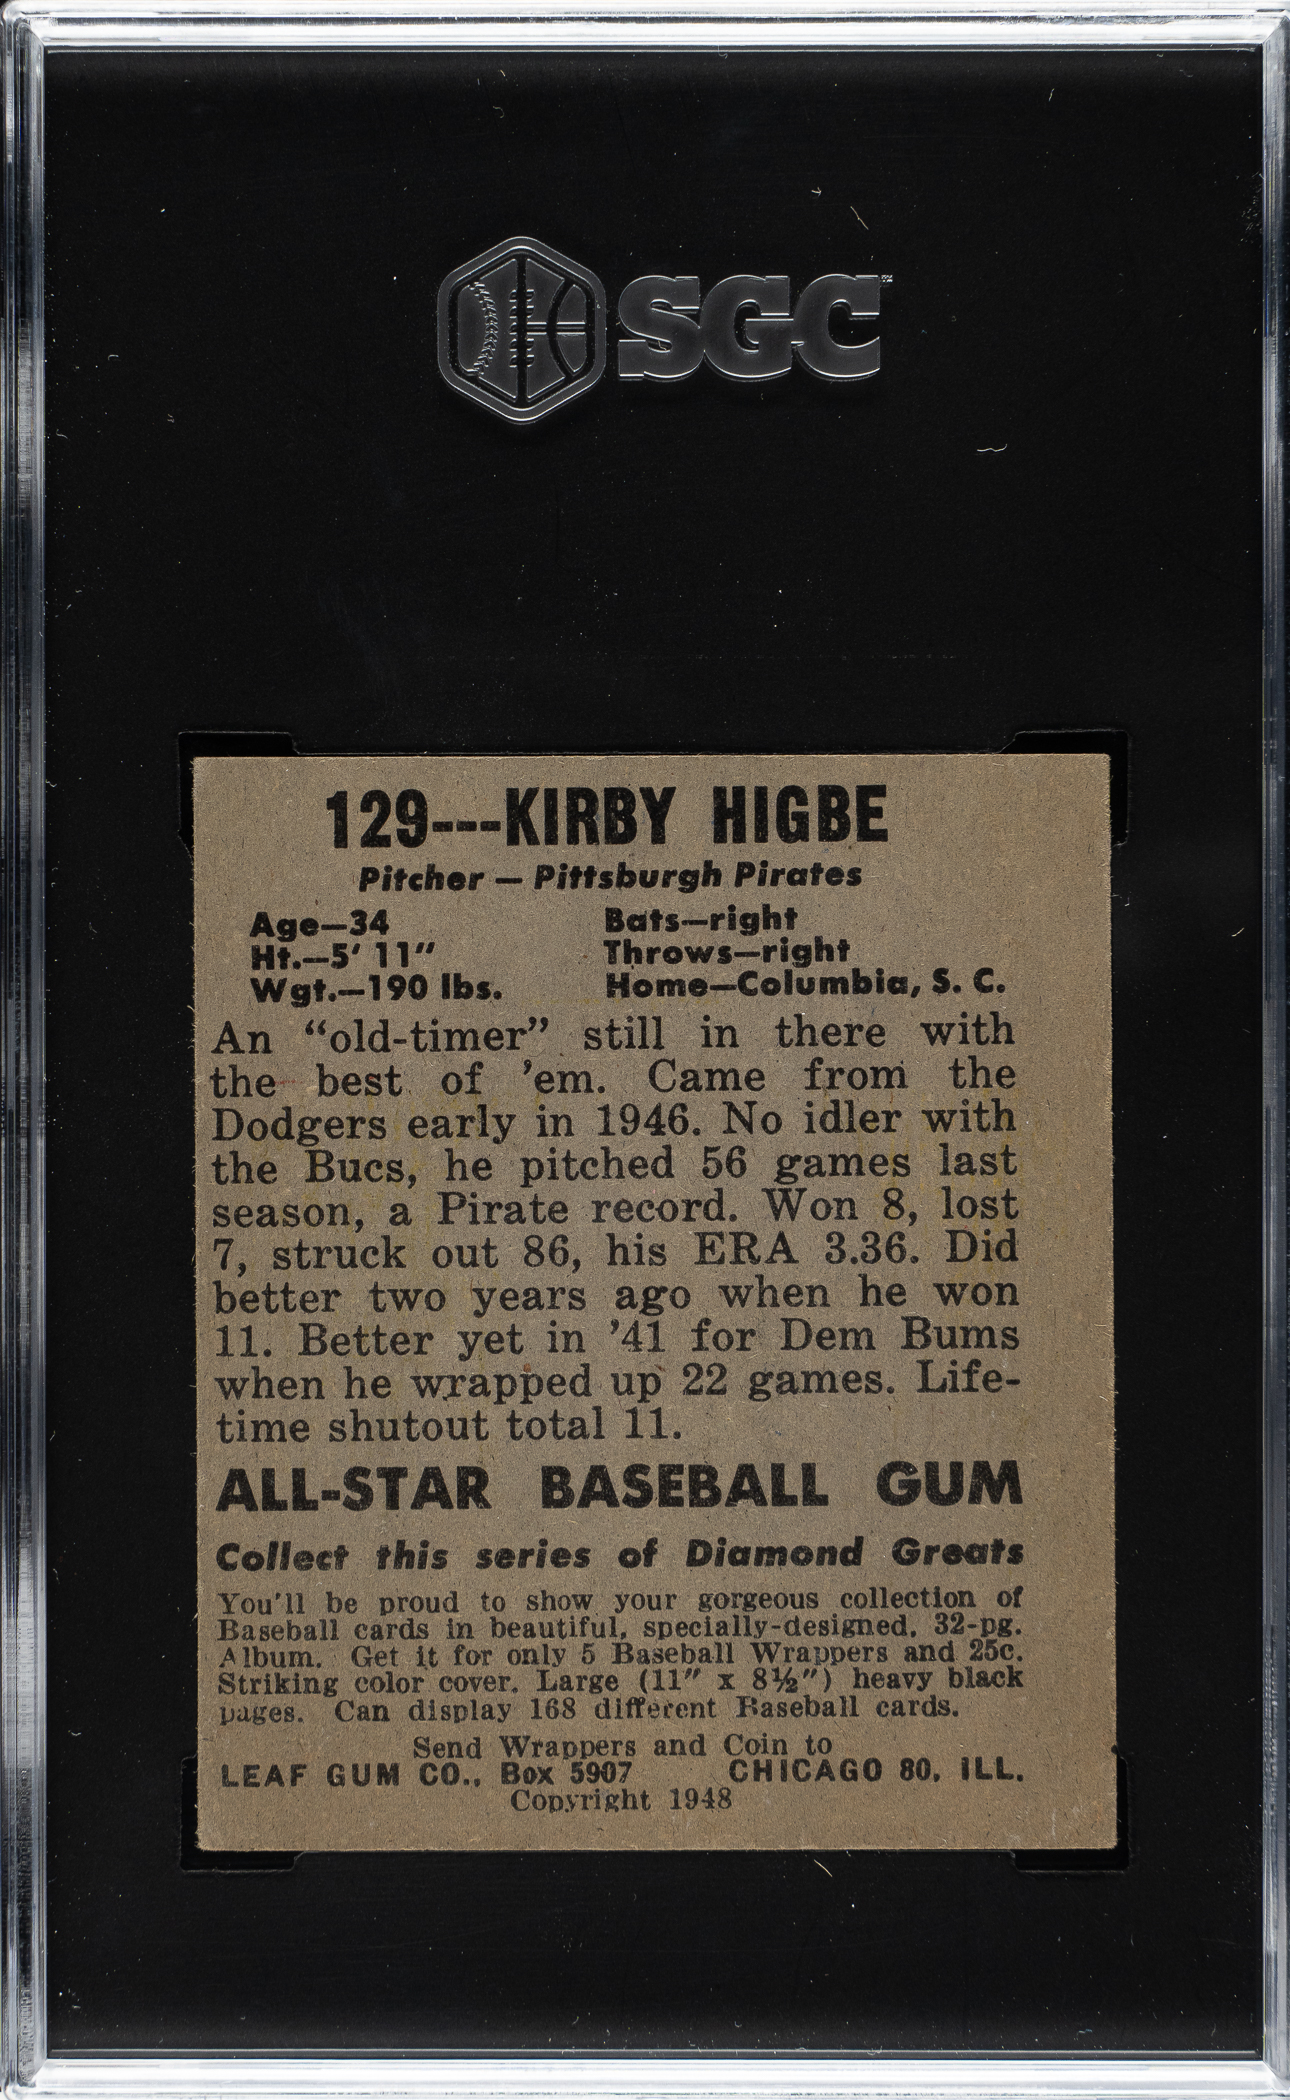 SGC
129---KIRBY HIGBE
Pitcher — Pittsburgh Pirates
Age—34
Ht.—5' 11"
Wgt.—190 lbs.
Bats—right
Throws—right
Home—Columbia, S. C.
An “old-timer” still in there with
the best of ’em. Came from the
Dodgers early in 1946. No idler with
the Bucs, he pitched 56 games last
season, a Pirate record. Won 8, lost
7, struck out 86, his ERA 3.36. Did
better two years ago when he won
11. Better yet in ’41 for Dem Bums
when he wrapped up 22 games. Life-
time shutout total 11.
ALL-STAR BASEBALL GUM
Collect this series of Diamond Greats
You'll be proud to show your gorgeous collection of
Baseball cards in beautiful, specially-designed, 32-pg.
Album. Get it for only 5 Baseball Wrappers and 25c.
Striking color cover. Large (11" x 8½") heavy black
pages. Can display 168 different Baseball cards.
Send Wrappers and Coin to
LEAF GUM CO., Box 5907 CHICAGO 80, ILL.
Copyright 1948